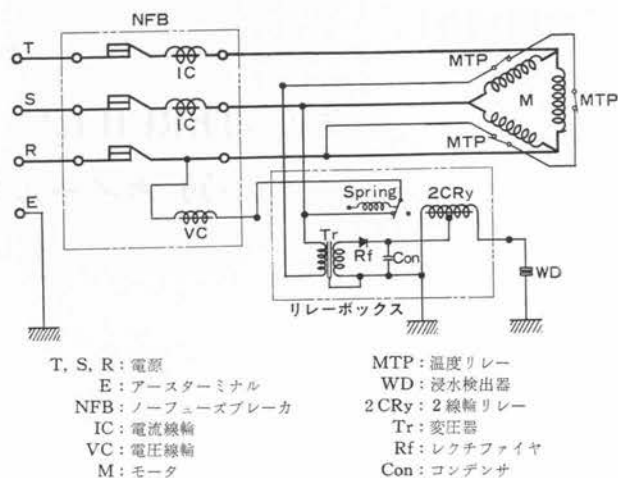 NFB
T
IC
MTP
S
IC
M
MTP
R
MTP
Spring
2CRy
E
VC
Tr
Rf
Con
WD
リレーボックス
T, S, R：電源
E：アースターミナル
NFB：ノーフューズブレーカ
IC：電流線輪
VC：電圧線輪
M：モータ
MTP：温度リレー
WD：浸水検出器
2CRy：2線輪リレー
Tr：変圧器
Rf：レクチファイヤ
Con：コンデンサ